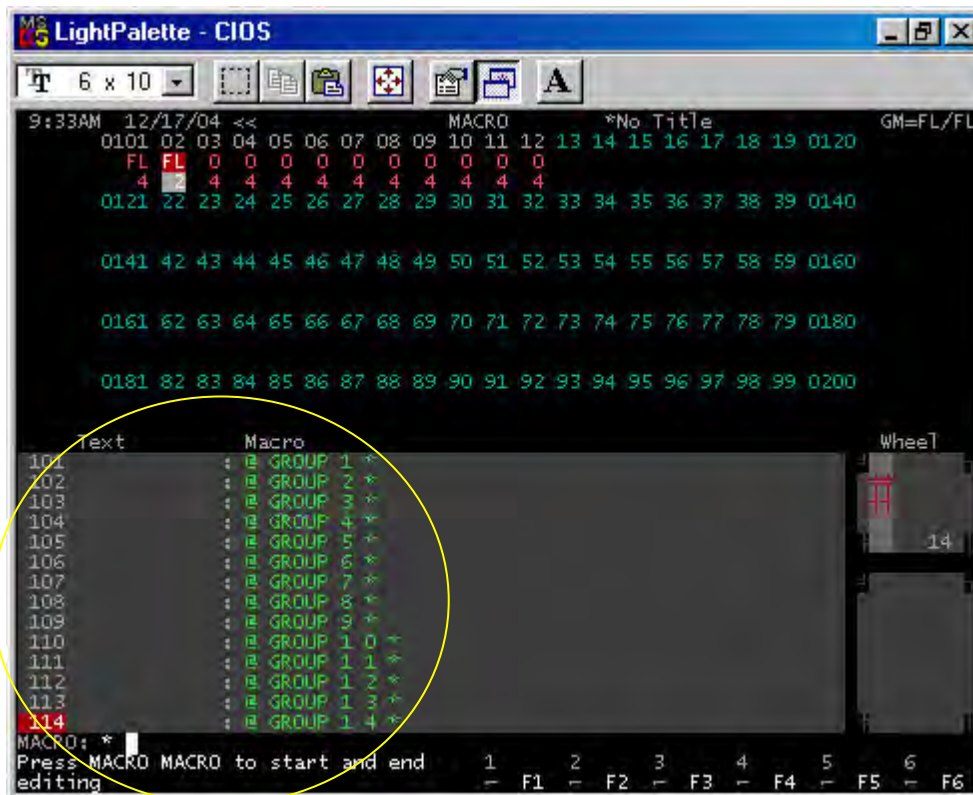 LightPalette - CIOS
6 x 10
9:33AM 12/17/04 << MACRO *No Title GM=FL/FL
0101 02 03 04 05 06 07 08 09 10 11 12 13 14 15 16 17 18 19 0120
FL FL 0 0 0 0 0 0 0 0 0 0
4 2 4 4 4 4 4 4 4 4 4 4
0121 22 23 24 25 26 27 28 29 30 31 32 33 34 35 36 37 38 39 0140
0141 42 43 44 45 46 47 48 49 50 51 52 53 54 55 56 57 58 59 0160
0161 62 63 64 65 66 67 68 69 70 71 72 73 74 75 76 77 78 79 0180
0181 82 83 84 85 86 87 88 89 90 91 92 93 94 95 96 97 98 99 0200
Text Macro Wheel
101 : @ GROUP 1 *
102 : @ GROUP 2 *
103 : @ GROUP 3 *
104 : @ GROUP 4 *
105 : @ GROUP 5 * 14
106 : @ GROUP 6 *
107 : @ GROUP 7 *
108 : @ GROUP 8 *
109 : @ GROUP 9 *
110 : @ GROUP 1 0 *
111 : @ GROUP 1 1 *
112 : @ GROUP 1 2 *
113 : @ GROUP 1 3 *
114 : @ GROUP 1 4 *
MACRO: *
Press MACRO MACRO to start and end 1 2 3 4 5 6
editing – F1 – F2 – F3 – F4 – F5 – F6